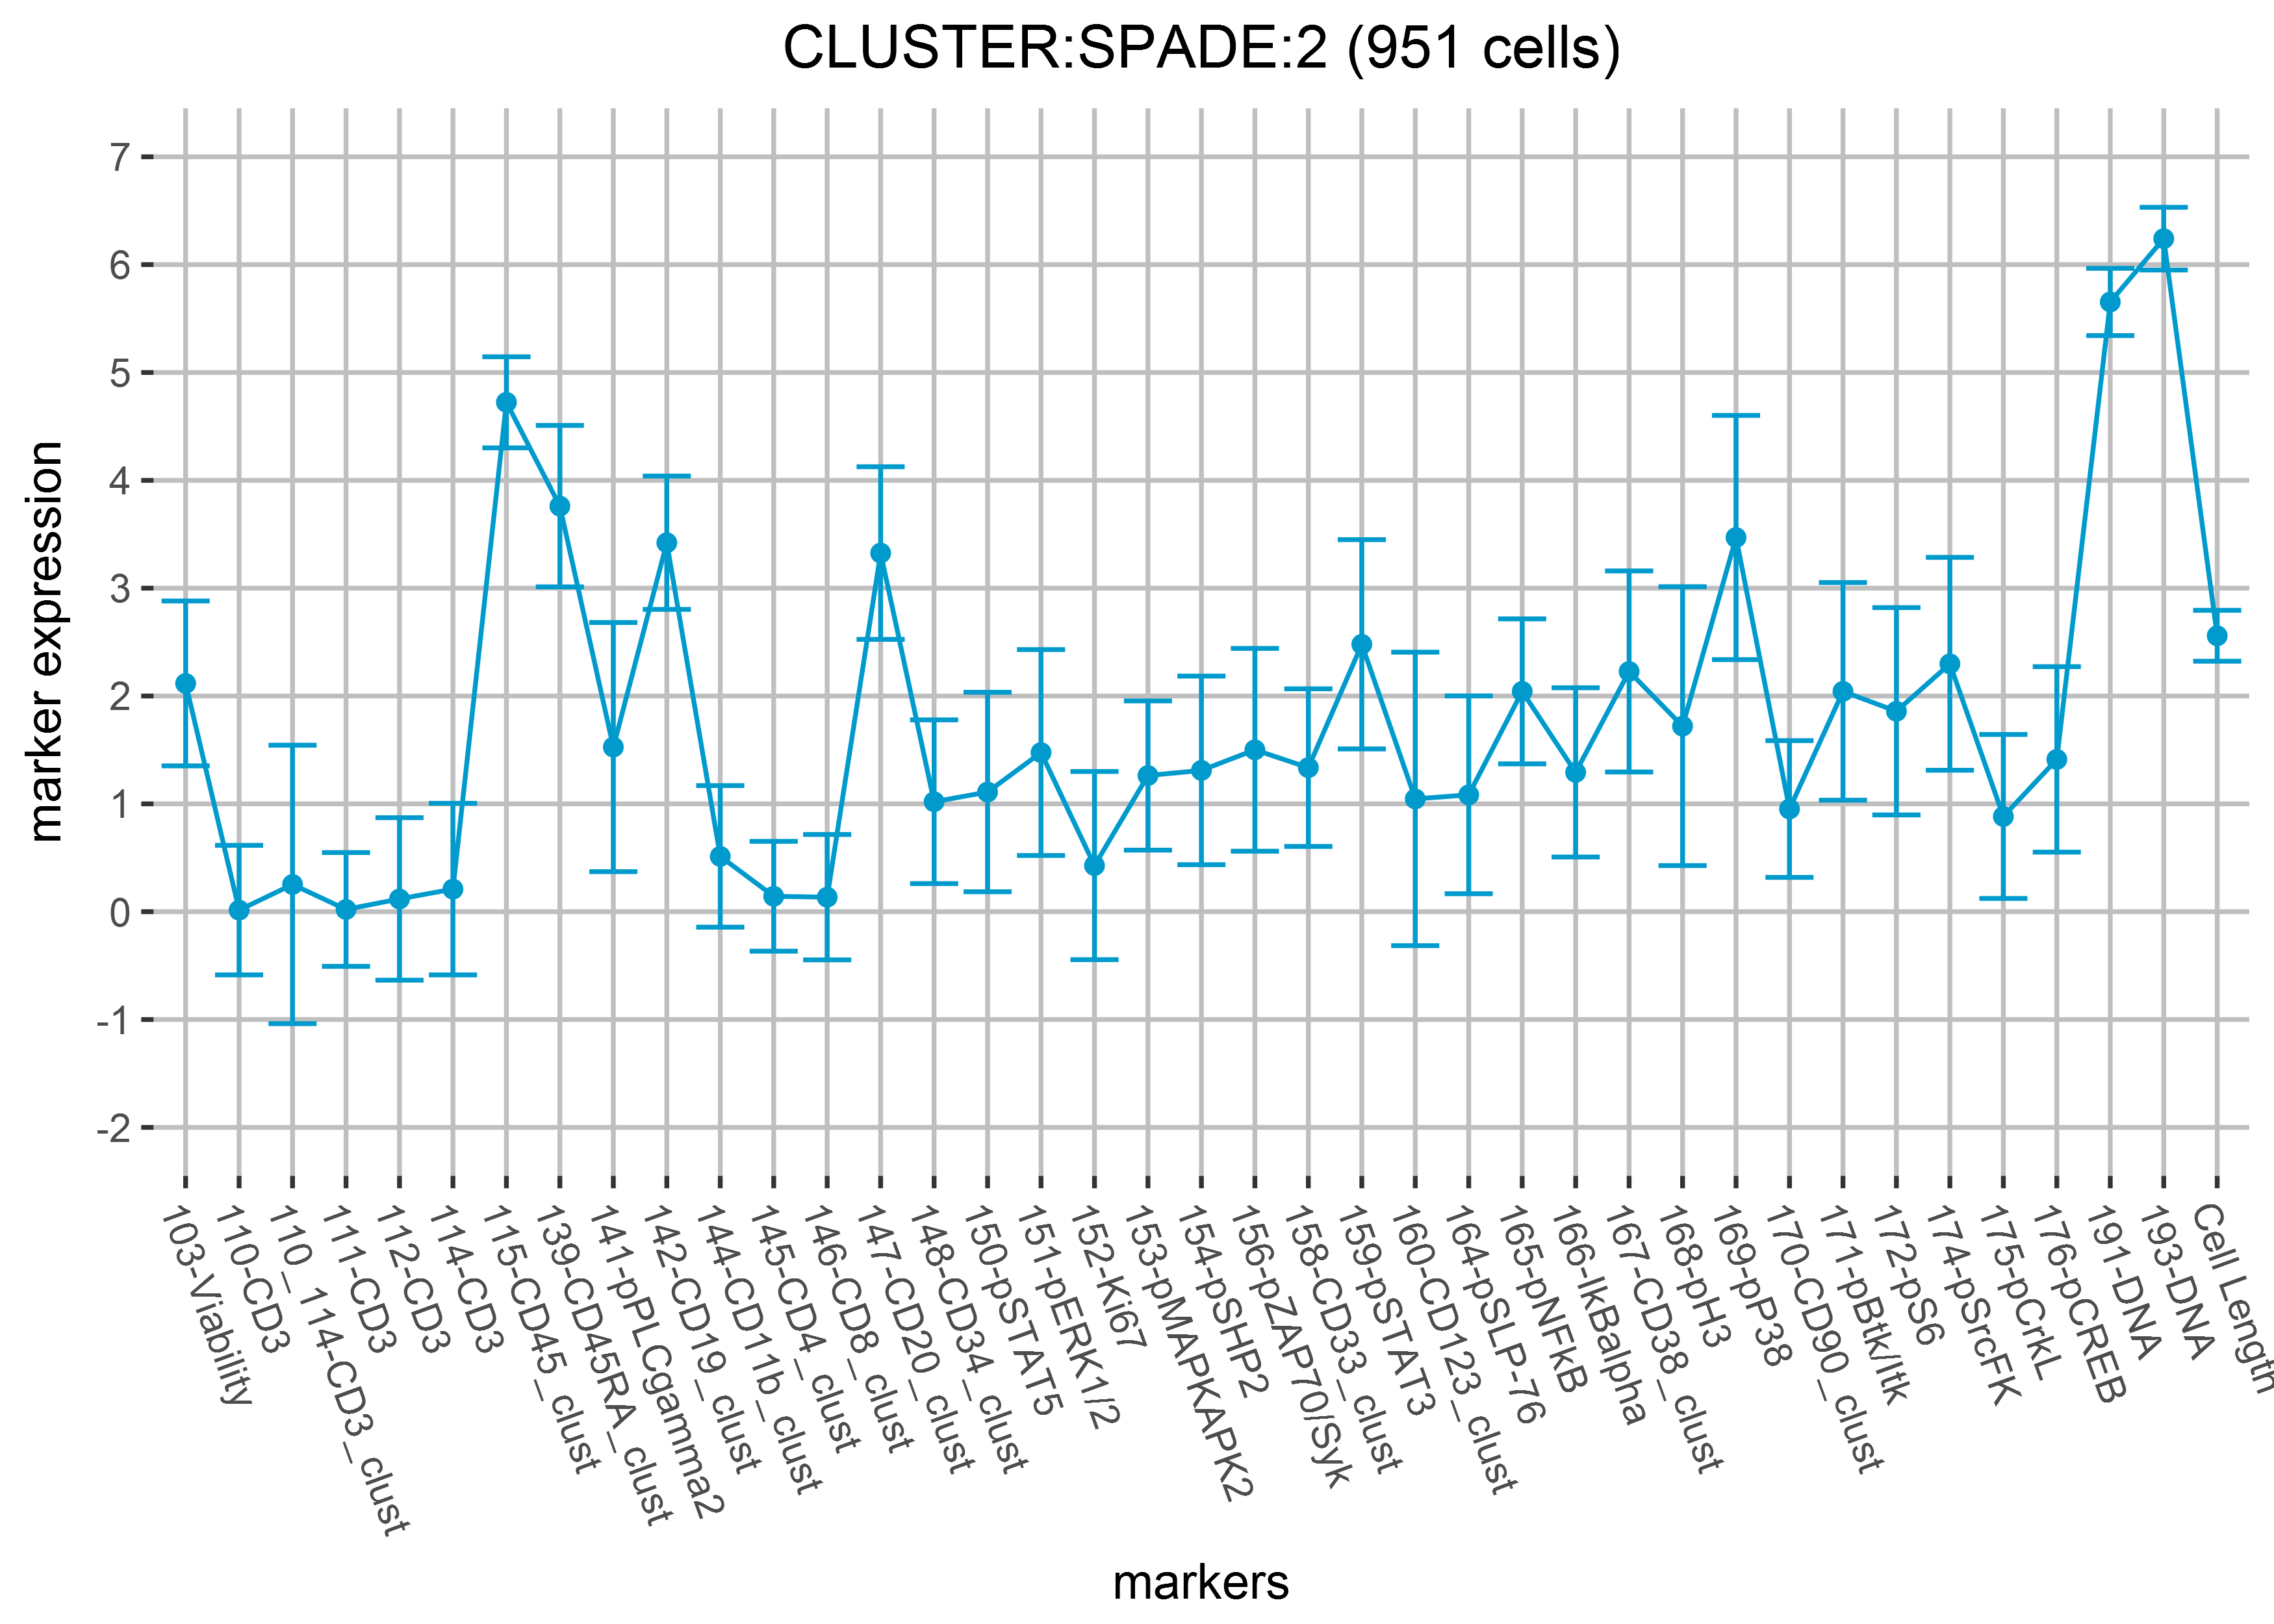 CLUSTER:SPADE:2 (951 cells)
marker expression
7
6
5
4
3
2
1
0
-1
-2
103-Viability
110-CD3
110_114-CD3_clust
111-CD3
112-CD3
114-CD3
115-CD45_clust
139-CD45RA_clust
141-pPLCgamma2
142-CD19_clust
144-CD11b_clust
145-CD4_clust
146-CD8_clust
147-CD20_clust
148-CD34_clust
150-pSTAT5
151-pERK1/2
152-Ki67
153-pMAPKAPK2
154-pSHP2
156-pZAP70/Syk
158-CD33_clust
159-pSTAT3
160-CD123_clust
164-pSLP-76
165-pNFkB
166-IkBalpha
167-CD38_clust
168-pH3
169-pP38
170-CD90_clust
171-pBtk/Itk
172-pS6
174-pSrcFK
175-pCrkL
176-pCREB
191-DNA
193-DNA
Cell Length
markers